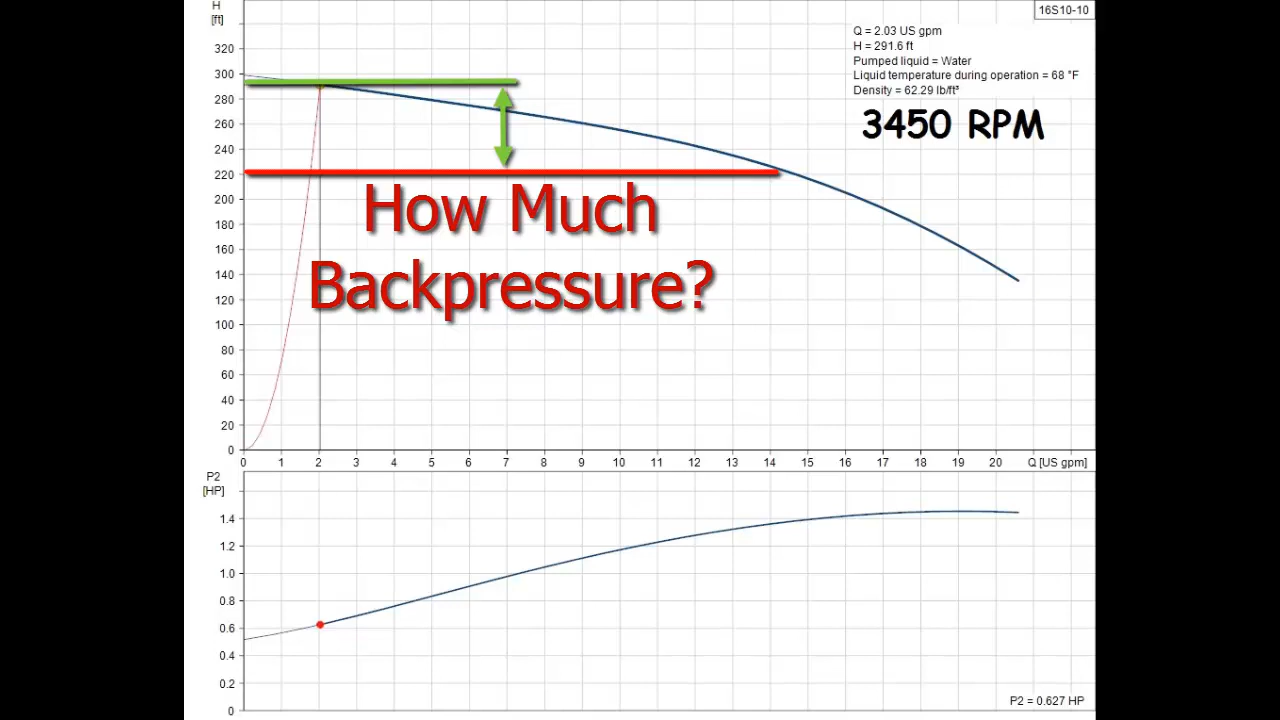 H
[ft]
16S10-10
Q = 2.03 US gpm
H = 291.6 ft
Pumped liquid = Water
Liquid temperature during operation = 68 °F
Density = 62.29 lb/ft³
3450 RPM
320
300
280
260
240
220
200
180
160
140
120
100
80
60
40
20
0
How Much
Backpressure?
0 1 2 3 4 5 6 7 8 9 10 11 12 13 14 15 16 17 18 19 20 Q [US gpm]
P2
[HP]
1.4
1.2
1.0
0.8
0.6
0.4
0.2
0
P2 = 0.627 HP